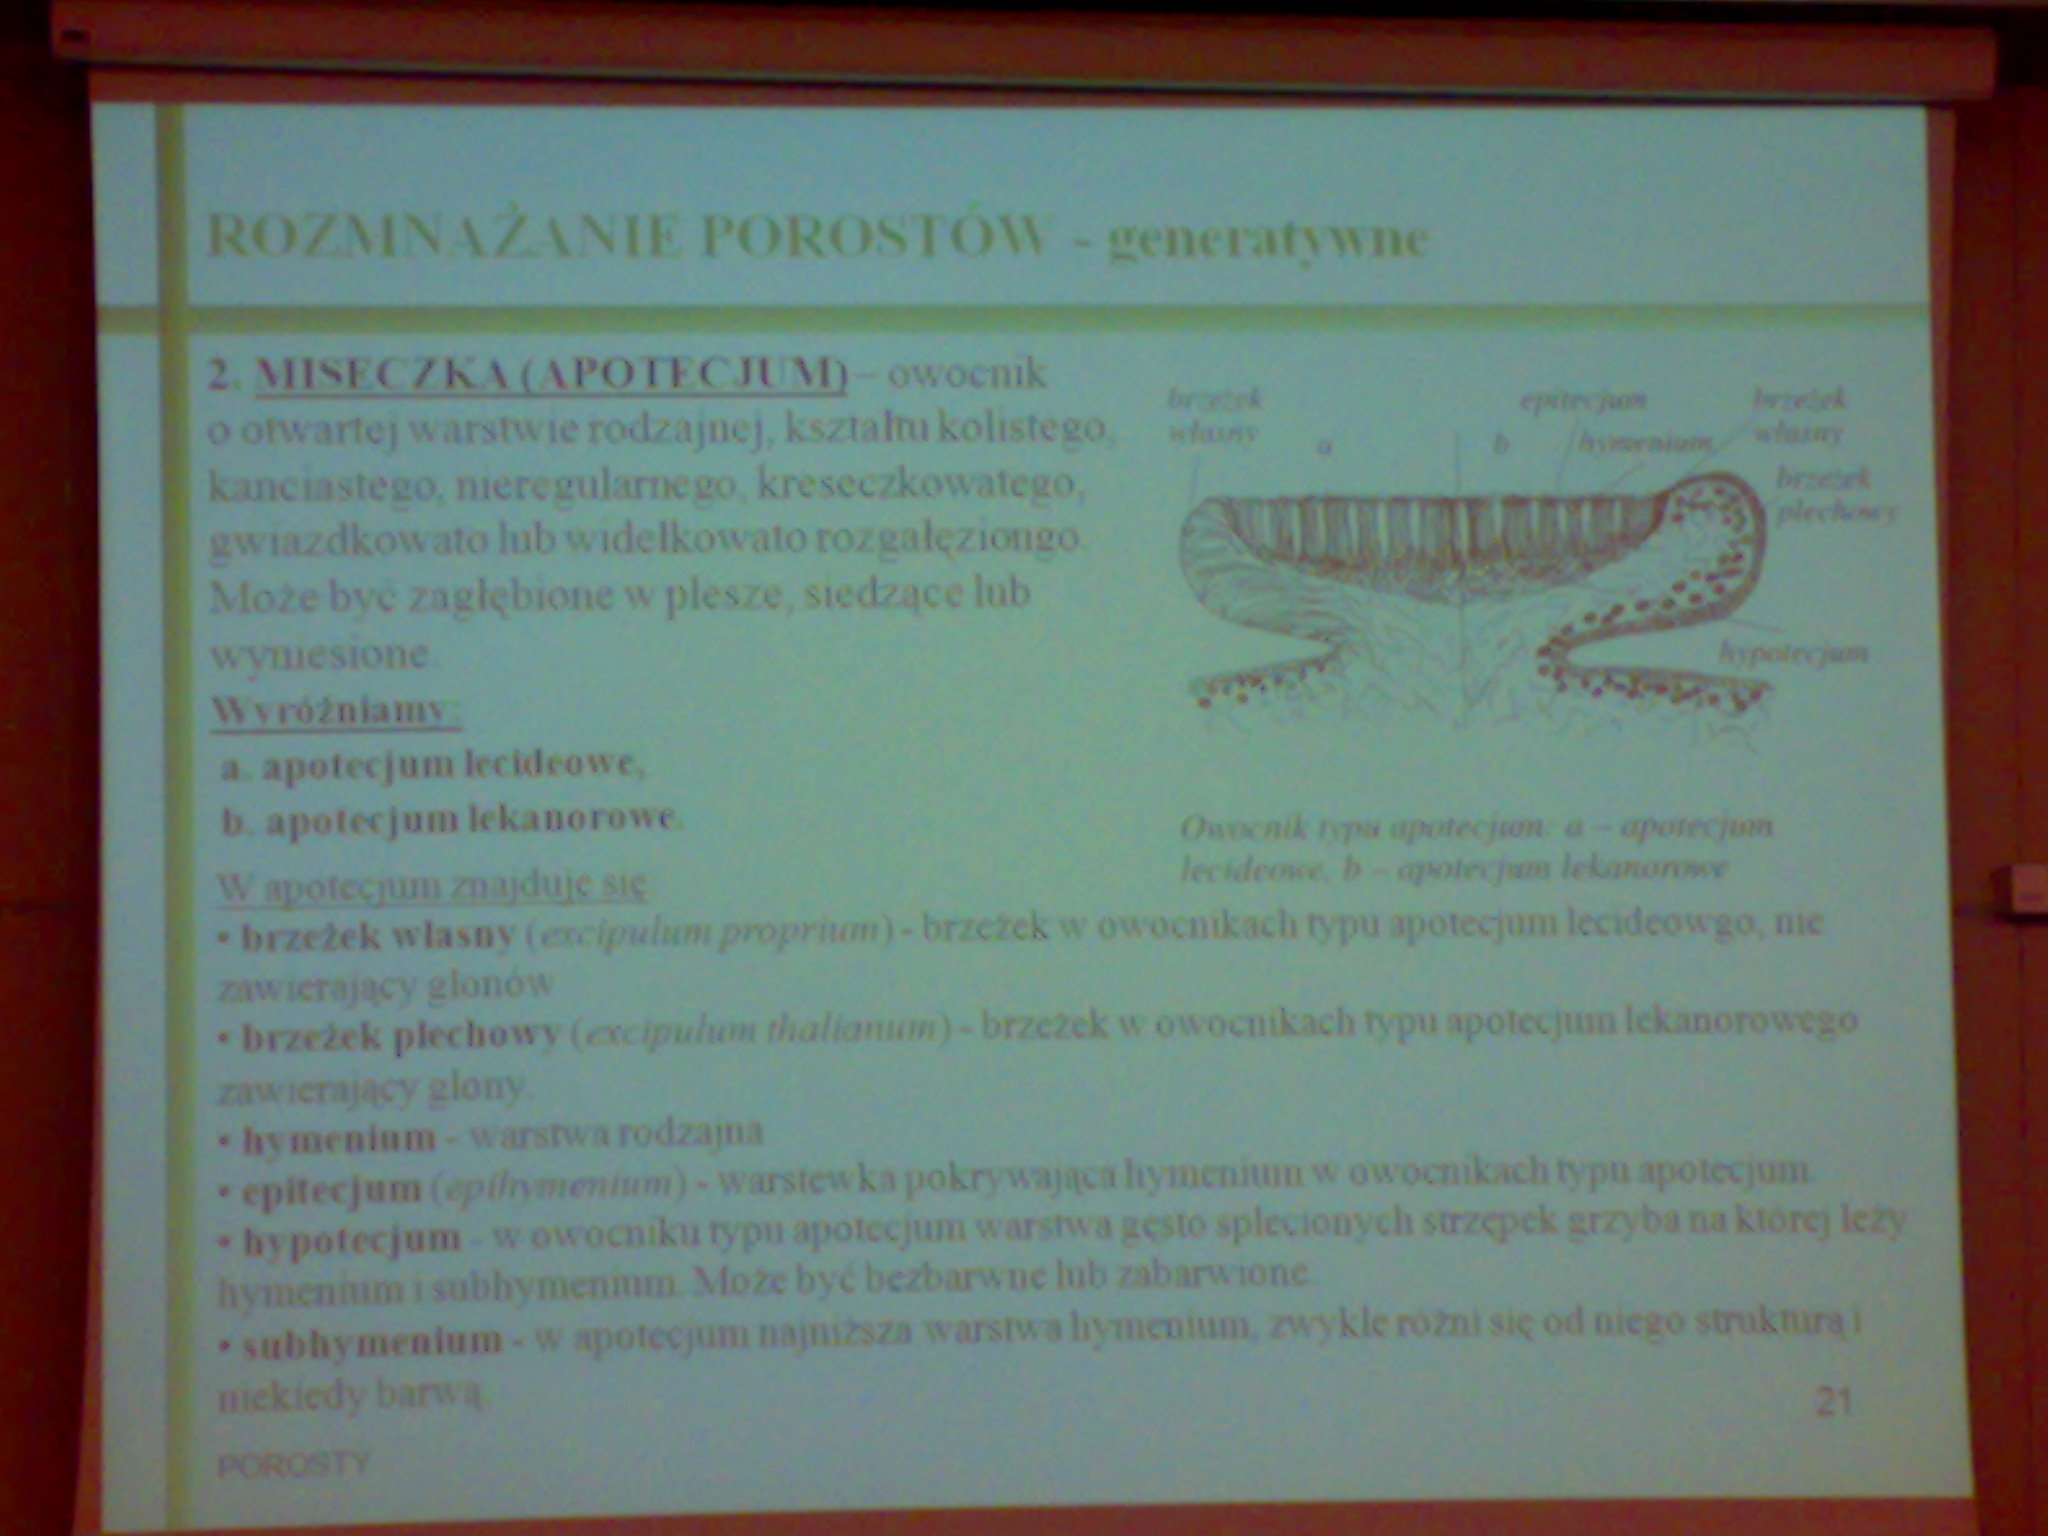 ROZMNAŻANIE POROSTÓW - generatywne
2. MISECZKA (APOTECJUM) – owocnik
o otwartej warstwie rodzajnej, kształtu kolistego,
kanciastego, nieregularnego, kreseczkowatego,
gwiazdkowato lub widełkowato rozgałęziongo.
Może być zagłębione w plesze, siedzące lub
wyniesione.
Wyróżniamy:
a. apotecjum lecideowe,
b. apotecjum lekanorowe.
brzeżek
własny
a
b
epitecjum
hymenium
brzeżek
własny
brzeżek
plechowy
hypotecjum
Owocnik typu apotecjum: a – apotecjum
lecideowe, b – apotecjum lekanorowe
W apotecjum znajduje się:
• brzeżek własny (excipulum proprium) - brzeżek w owocnikach typu apotecjum lecideowgo, nie
zawierający glonów
• brzeżek plechowy (excipulum thalianum) - brzeżek w owocnikach typu apotecjum lekanorowego
zawierający glony.
• hymenium - warstwa rodzajna
• epitecjum (epihymenium) - warstewka pokrywająca hymenium w owocnikach typu apotecjum.
• hypotecjum - w owocniku typu apotecjum warstwa gęsto splecionych strzępek grzyba na której leży
hymenium i subhymenium. Może być bezbarwne lub zabarwione.
• subhymenium - w apotecjum najniższa warstwa hymenium, zwykle różni się od niego strukturą i
niekiedy barwą.
21
POROSTY